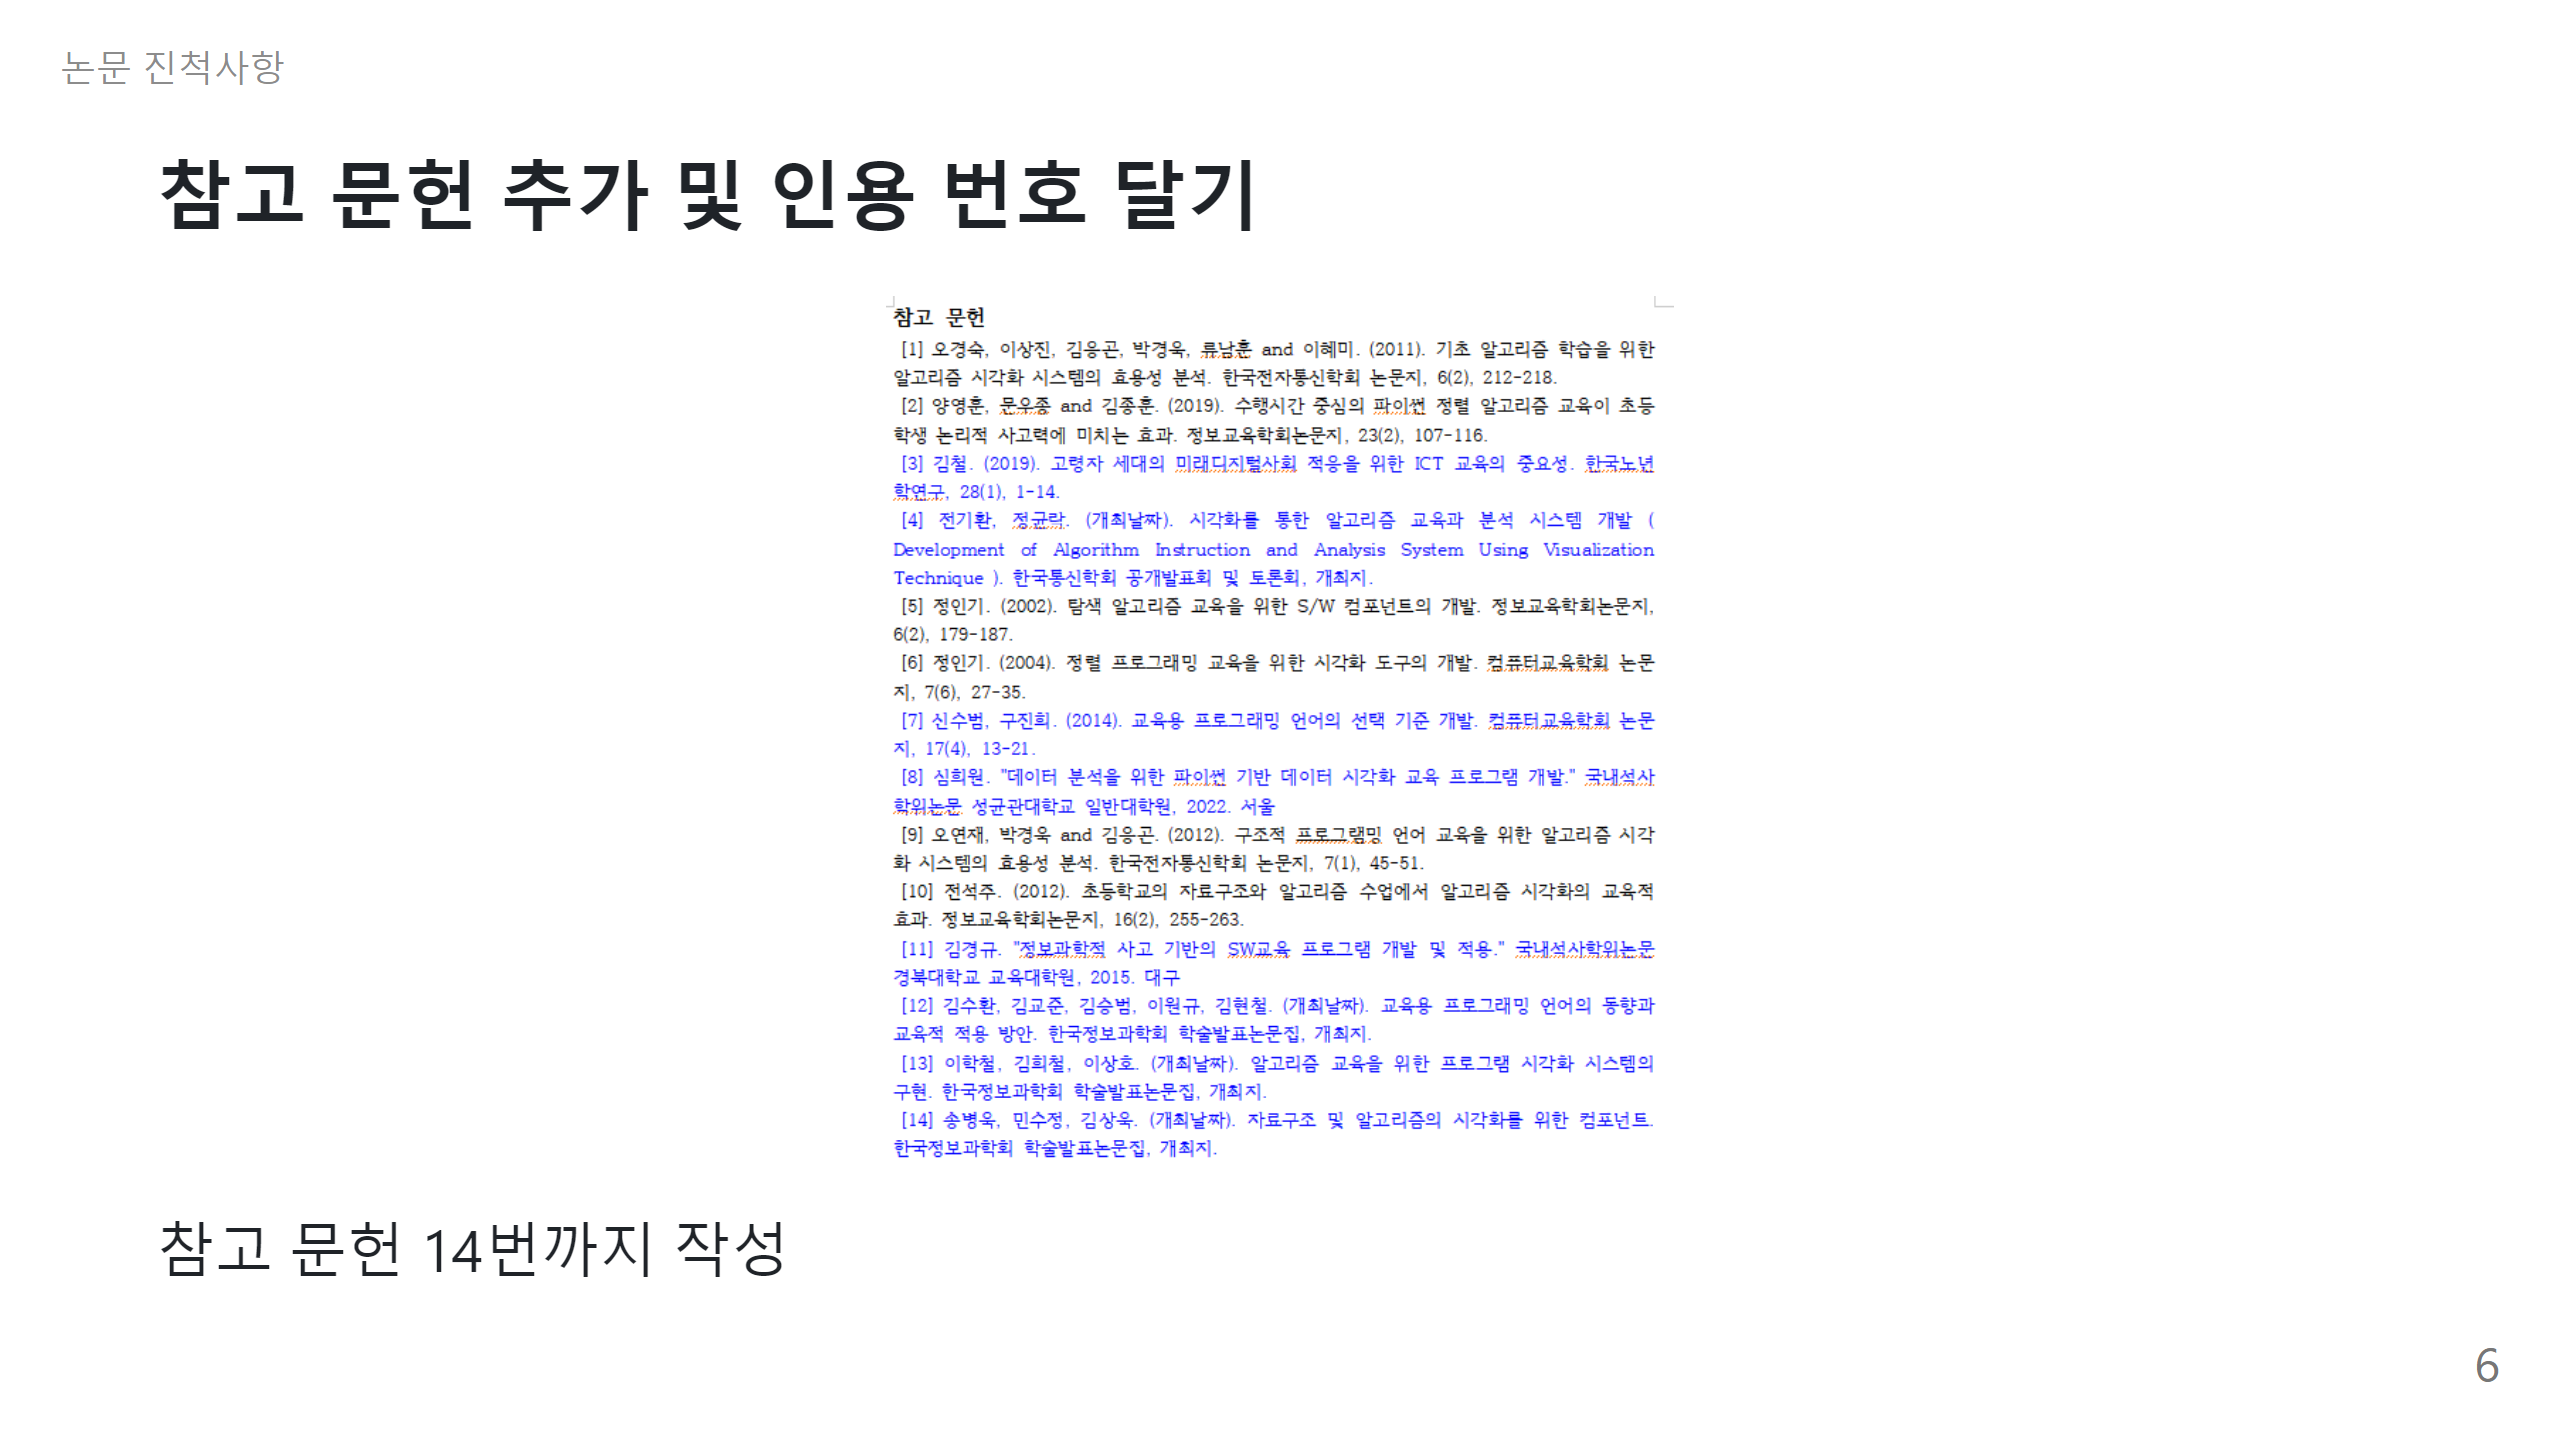 논문 진척사항
참고 문헌 추가 및 인용 번호 달기
참고 문헌
[1] 오경숙, 이상진, 김응곤, 박경욱, 류남훈 and 이혜미. (2011). 기초 알고리즘 학습을 위한
알고리즘 시각화 시스템의 효용성 분석. 한국전자통신학회 논문지, 6(2), 212-218.
[2] 양영훈, 문우종 and 김종훈. (2019). 수행시간 중심의 파이썬 정렬 알고리즘 교육이 초등
학생 논리적 사고력에 미치는 효과. 정보교육학회논문지, 23(2), 107-116.
[3] 김철. (2019). 고령자 세대의 미래디지털사회 적응을 위한 ICT 교육의 중요성. 한국노년
학연구, 28(1), 1-14.
[4] 전기환, 정균락. (개최날짜). 시각화를 통한 알고리즘 교육과 분석 시스템 개발 (
Development of Algorithm Instruction and Analysis System Using Visualization
Technique ). 한국통신학회 공개발표회 및 토론회, 개최지.
[5] 정인기. (2002). 탐색 알고리즘 교육을 위한 S/W 컴포넌트의 개발. 정보교육학회논문지,
6(2), 179-187.
[6] 정인기. (2004). 정렬 프로그래밍 교육을 위한 시각화 도구의 개발. 컴퓨터교육학회 논문
지, 7(6), 27-35.
[7] 신수범, 구진희. (2014). 교육용 프로그래밍 언어의 선택 기준 개발. 컴퓨터교육학회 논문
지, 17(4), 13-21.
[8] 심희원. "데이터 분석을 위한 파이썬 기반 데이터 시각화 교육 프로그램 개발." 국내석사
학위논문 성균관대학교 일반대학원, 2022. 서울
[9] 오연재, 박경욱 and 김응곤. (2012). 구조적 프로그램밍 언어 교육을 위한 알고리즘 시각
화 시스템의 효용성 분석. 한국전자통신학회 논문지, 7(1), 45-51.
[10] 전석주. (2012). 초등학교의 자료구조와 알고리즘 수업에서 알고리즘 시각화의 교육적
효과. 정보교육학회논문지, 16(2), 255-263.
[11] 김경규. "정보과학적 사고 기반의 SW교육 프로그램 개발 및 적용." 국내석사학위논문
경북대학교 교육대학원, 2015. 대구
[12] 김수환, 김교준, 김승범, 이원규, 김현철. (개최날짜). 교육용 프로그래밍 언어의 동향과
교육적 적용 방안. 한국정보과학회 학술발표논문집, 개최지.
[13] 이학철, 김희철, 이상호. (개최날짜). 알고리즘 교육을 위한 프로그램 시각화 시스템의
구현. 한국정보과학회 학술발표논문집, 개최지.
[14] 송병욱, 민수정, 김상욱. (개최날짜). 자료구조 및 알고리즘의 시각화를 위한 컴포넌트.
한국정보과학회 학술발표논문집, 개최지.
참고 문헌 14번까지 작성
6